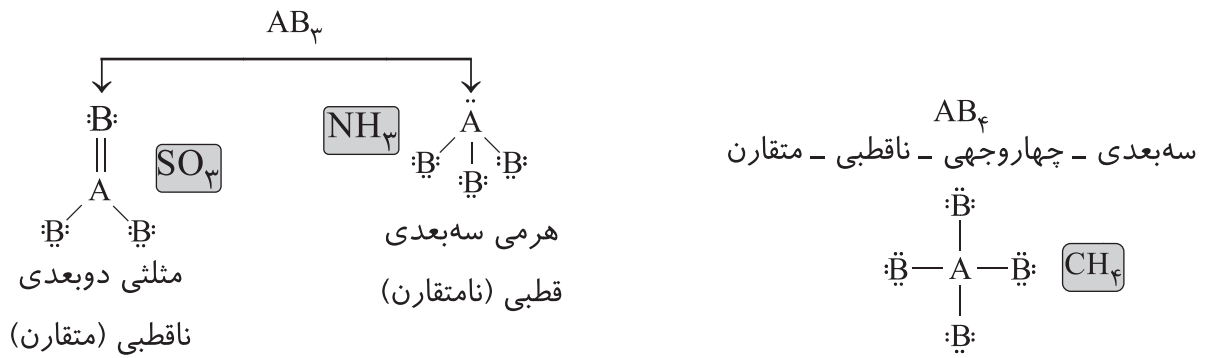 AB۳
:B:
SO۳
A
:B: :B:
مثلثی دوبعدی
ناقطبی (متقارن)
NH۳
A
:B: :B: :B:
هرمی سه‌بعدی
قطبی (نامتقارن)
AB۴
سه‌بعدی – چهاروجهی – ناقطبی – متقارن
:B:
:B — A — B:
:B:
CH۴